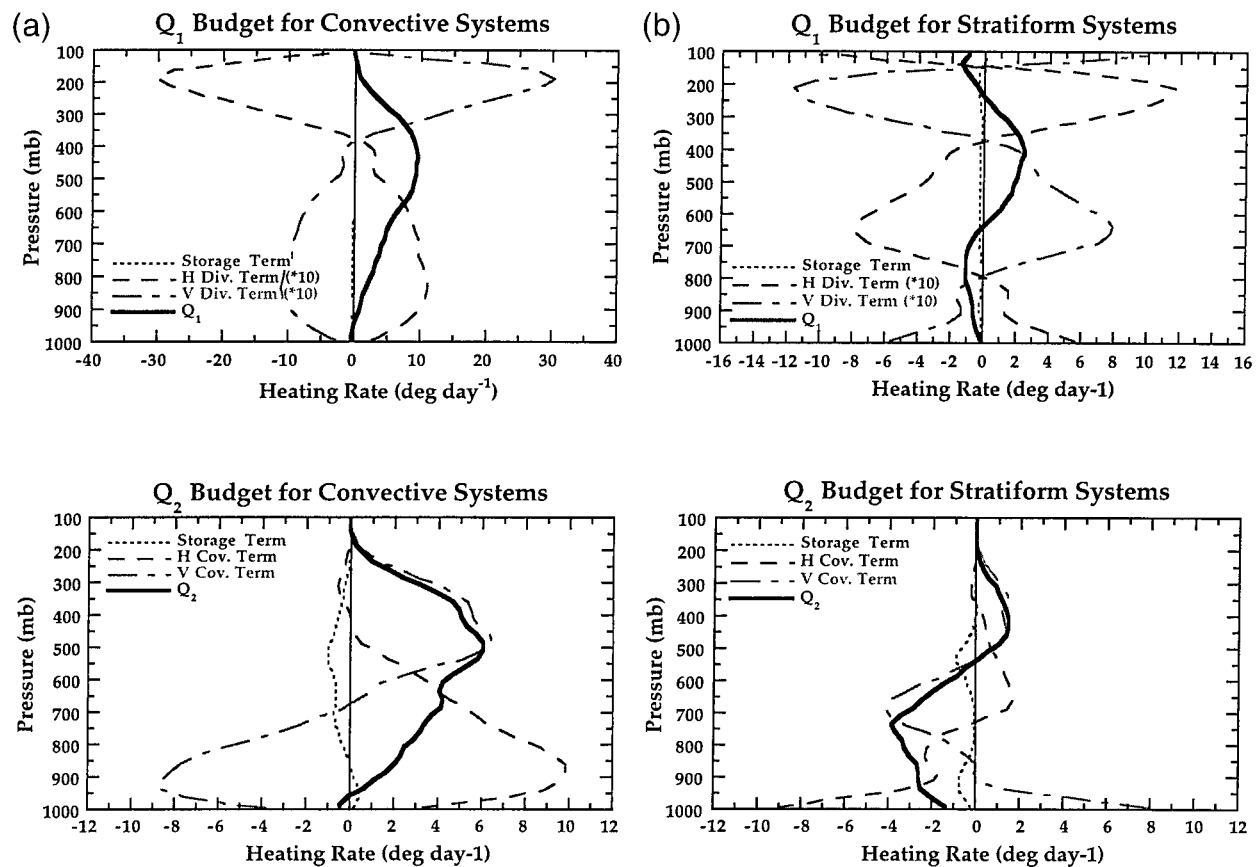 (a)
Q1 Budget for Convective Systems
100
200
300
400
500
600
700
800
900
1000
Pressure (mb)
Storage Term
H Div. Term (*10)
V Div. Term (*10)
Q1
-40 -30 -20 -10 0 10 20 30 40
Heating Rate (deg day-1)
(b)
Q1 Budget for Stratiform Systems
100
200
300
400
500
600
700
800
900
1000
Pressure (mb)
Storage Term
H Div. Term (*10)
V Div. Term (*10)
Q1
-16 -14 -12 -10 -8 -6 -4 -2 0 2 4 6 8 10 12 14 16
Heating Rate (deg day-1)
Q2 Budget for Convective Systems
100
200
300
400
500
600
700
800
900
1000
Pressure (mb)
Storage Term
H Cov. Term
V Cov. Term
Q2
-12 -10 -8 -6 -4 -2 0 2 4 6 8 10 12
Heating Rate (deg day-1)
Q2 Budget for Stratiform Systems
100
200
300
400
500
600
700
800
900
1000
Pressure (mb)
Storage Term
H Cov. Term
V Cov. Term
Q2
-12 -10 -8 -6 -4 -2 0 2 4 6 8 10 12
Heating Rate (deg day-1)